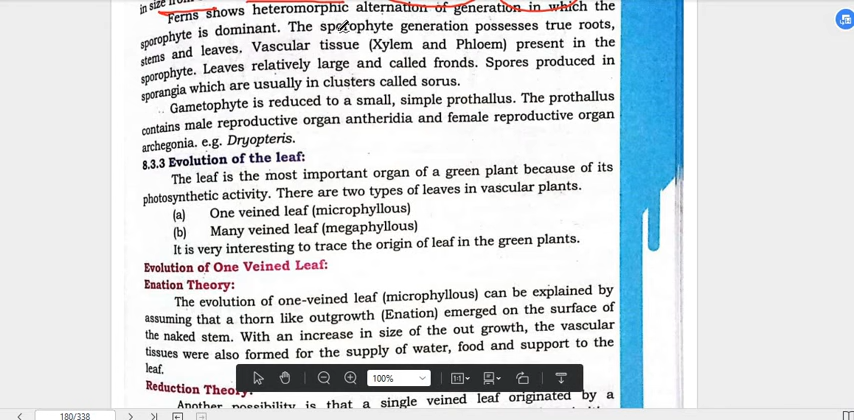 in size from
Ferns shows heteromorphic alternation of generation in which the
sporophyte is dominant. The sporophyte generation possesses true roots,
stems and leaves. Vascular tissue (Xylem and Phloem) present in the
sporophyte. Leaves relatively large and called fronds. Spores produced in
sporangia which are usually in clusters called sorus.
Gametophyte is reduced to a small, simple prothallus. The prothallus
contains male reproductive organ antheridia and female reproductive organ
archegonia. e.g. Dryopteris.
8.3.3 Evolution of the leaf:
The leaf is the most important organ of a green plant because of its
photosynthetic activity. There are two types of leaves in vascular plants.
(a) One veined leaf (microphyllous)
(b) Many veined leaf (megaphyllous)
It is very interesting to trace the origin of leaf in the green plants.
Evolution of One Veined Leaf:
Enation Theory:
The evolution of one-veined leaf (microphyllous) can be explained by
assuming that a thorn like outgrowth (Enation) emerged on the surface of
the naked stem. With an increase in size of the out growth, the vascular
tissues were also formed for the supply of water, food and support to the
leaf.
100%
1:1
Reduction Theory:
Another possibility is that a single veined leaf originated by a
180/338